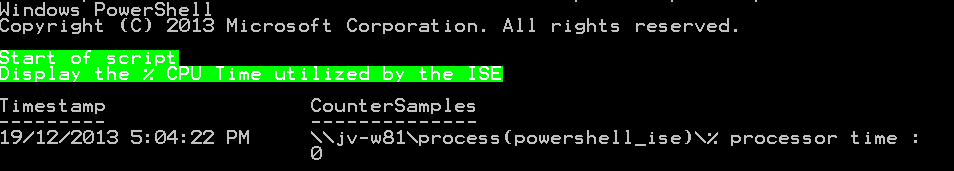 Windows PowerShell
Copyright (C) 2013 Microsoft Corporation. All rights reserved.
Start of script
Display the % CPU Time utilized by the ISE
Timestamp CounterSamples
--------- --------------
19/12/2013 5:04:22 PM \\jv-w81\process(powershell_ise)\% processor time :
0